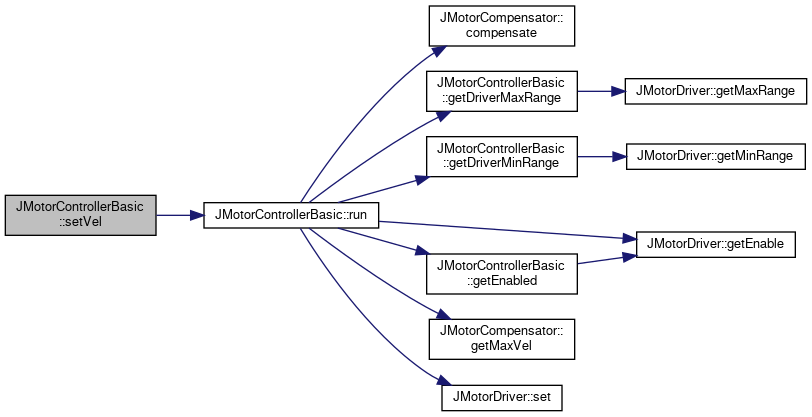 JMotorControllerBasic
::setVel
JMotorControllerBasic::run
JMotorCompensator::
compensate
JMotorControllerBasic
::getDriverMaxRange
JMotorDriver::getMaxRange
JMotorControllerBasic
::getDriverMinRange
JMotorDriver::getMinRange
JMotorDriver::getEnable
JMotorControllerBasic
::getEnabled
JMotorCompensator::
getMaxVel
JMotorDriver::set